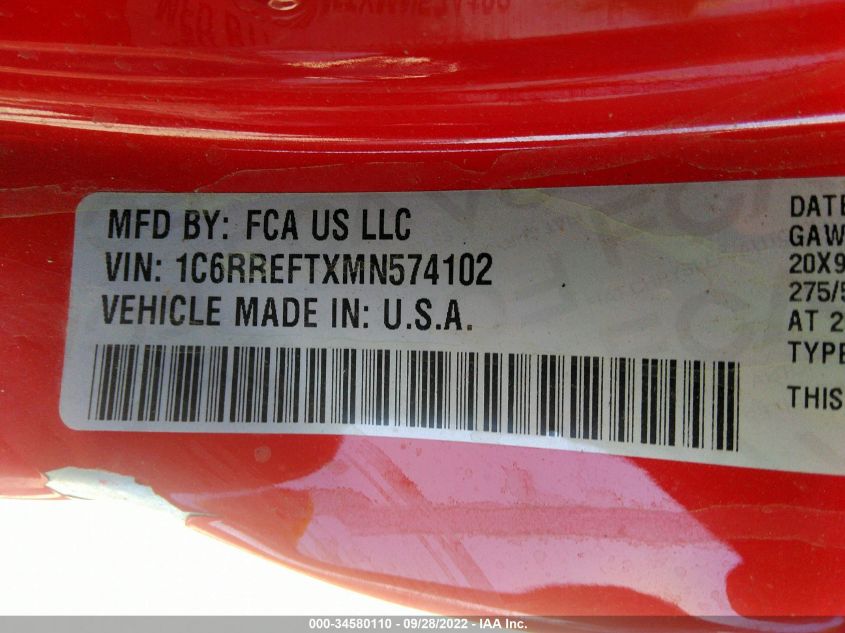 MFD BY: FCA US LLC
VIN: 1C6RREFTXMN574102
VEHICLE MADE IN: U.S.A.
DATE
GAW
20X9
275/5
AT 2
TYPE
THIS
000-34580110 - 09/28/2022 - IAA Inc.